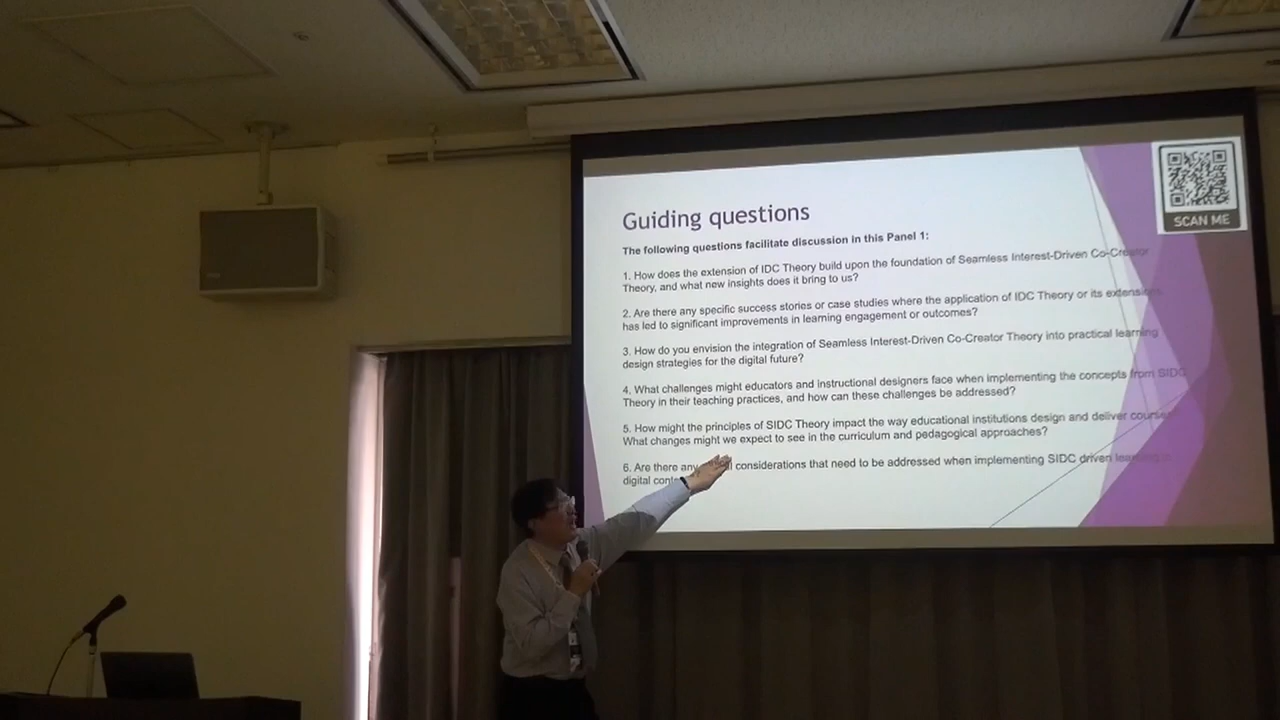 Guiding questions
The following questions facilitate discussion in this Panel 1:
1. How does the extension of IDC Theory build upon the foundation of Seamless Interest-Driven Co-Creator
Theory, and what new insights does it bring to us?
2. Are there any specific success stories or case studies where the application of IDC Theory or its extensions
has led to significant improvements in learning engagement or outcomes?
3. How do you envision the integration of Seamless Interest-Driven Co-Creator Theory into practical learning
design strategies for the digital future?
4. What challenges might educators and instructional designers face when implementing the concepts from SIDC
Theory in their teaching practices, and how can these challenges be addressed?
5. How might the principles of SIDC Theory impact the way educational institutions design and deliver courses?
What changes might we expect to see in the curriculum and pedagogical approaches?
6. Are there any considerations that need to be addressed when implementing SIDC driven learning in
digital
SCAN ME